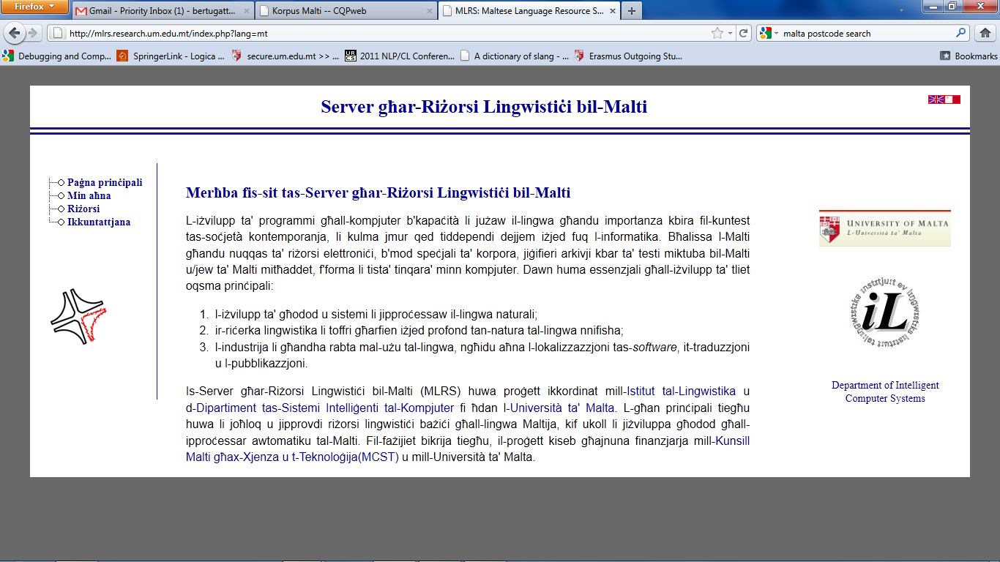 Firefox
Gmail - Priority Inbox (1) - bertugatt...
Korpus Malti -- CQPweb
MLRS: Maltese Language Resource S...
http://mlrs.research.um.edu.mt/index.php?lang=mt
malta postcode search
Debugging and Comp...
SpringerLink - Logica ...
secure.um.edu.mt >> ...
2011 NLP/CL Conferen...
A dictionary of slang - ...
Erasmus Outgoing Stu...
Bookmarks
Server għar-Riżorsi Lingwistiċi bil-Malti
Paġna prinċipali
Min aħna
Riżorsi
Ikkuntattjana
Merħba fis-sit tas-Server għar-Riżorsi Lingwistiċi bil-Malti
L-iżvilupp ta' programmi għall-kompjuter b'kapaċità li jużaw il-lingwa għandu importanza kbira fil-kuntest
tas-soċjetà kontemporanja, li kulma jmur qed tiddependi dejjem iżjed fuq l-informatika. Bħalissa l-Malti
għandu nuqqas ta' riżorsi elettroniċi, b'mod speċjali ta' korpora, jiġifieri arkivji kbar ta' testi miktuba bil-Malti
u/jew ta' Malti mitħaddet, f'forma li tista' tinqara' minn kompjuter. Dawn huma essenzjali għall-iżvilupp ta' tliet
oqsma prinċipali:
1. l-iżvilupp ta' għodod u sistemi li jipproċessaw il-lingwa naturali;
2. ir-riċerka lingwistika li toffri għarfien iżjed profond tan-natura tal-lingwa nnifisha;
3. l-industrija li għandha rabta mal-użu tal-lingwa, ngħidu aħna l-lokalizzazzjoni tas-software, it-traduzzjoni
u l-pubblikazzjoni.
Is-Server għar-Riżorsi Lingwistiċi bil-Malti (MLRS) huwa proġett ikkordinat mill-Istitut tal-Lingwistika u
d-Dipartiment tas-Sistemi Intelliġenti tal-Kompjuter fi ħdan l-Università ta' Malta. L-għan prinċipali tiegħu
huwa li joħloq u jipprovdi riżorsi lingwistiċi bażiċi għall-lingwa Maltija, kif ukoll li jiżviluppa għodod għall-
ipproċessar awtomatiku tal-Malti. Fil-fażijiet bikrija tiegħu, il-proġett kiseb għajnuna finanzjarja mill-Kunsill
Malti għax-Xjenza u t-Teknoloġija(MCST) u mill-Università ta' Malta.
UNIVERSITY OF MALTA
L-Università ta' Malta
iL
Department of Intelligent
Computer Systems